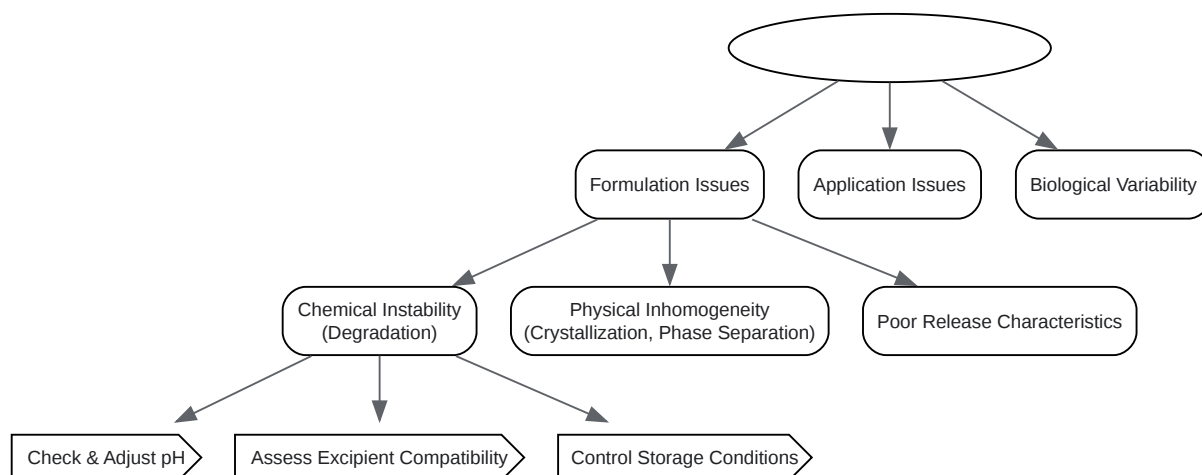 Formulation Issues
Application Issues
Biological Variability
Chemical Instability
(Degradation)
Physical Inhomogeneity
(Crystallization, Phase Separation)
Poor Release Characteristics
Check & Adjust pH
Assess Excipient Compatibility
Control Storage Conditions